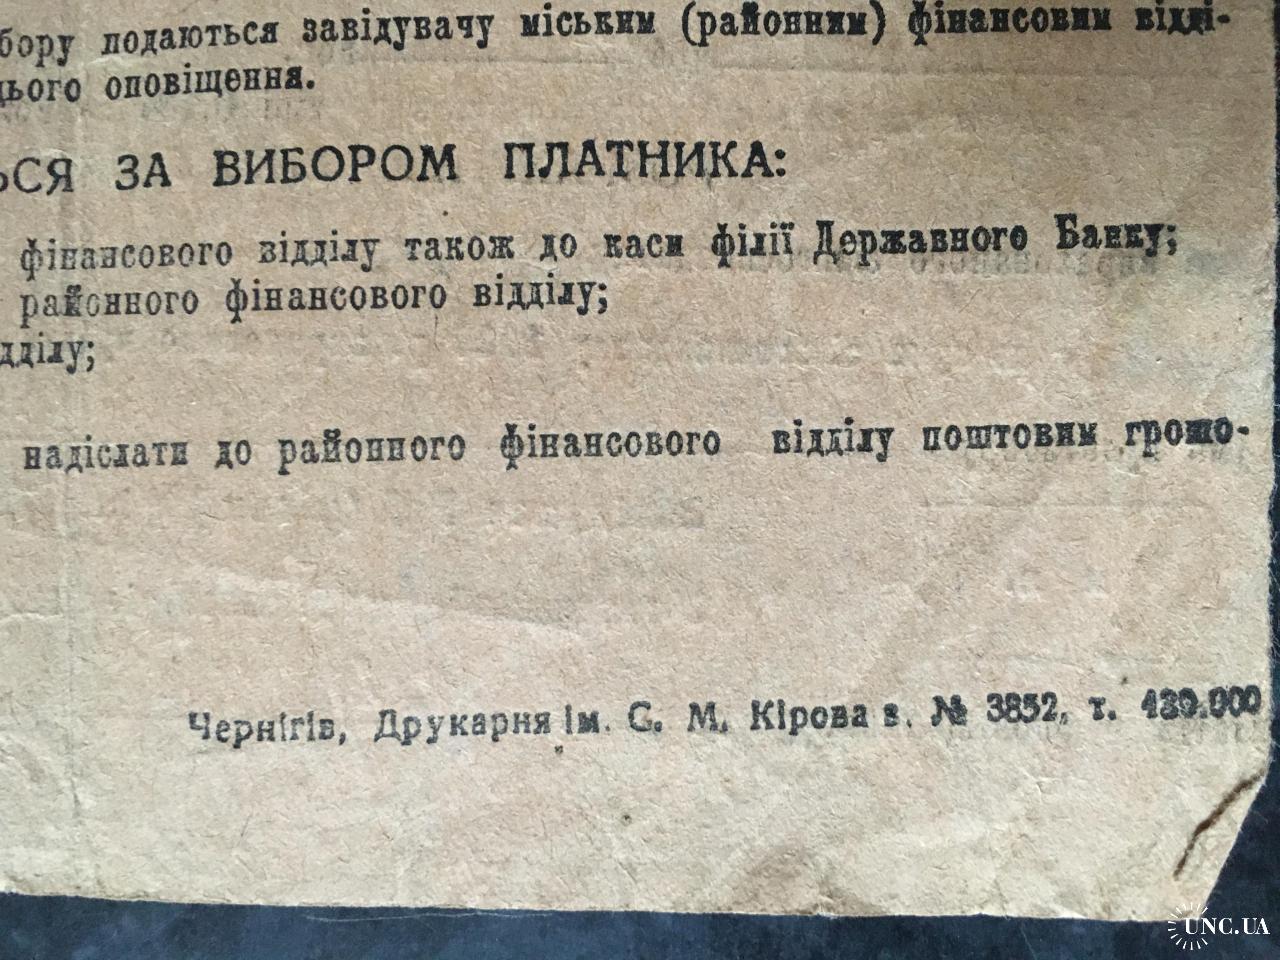 бору подаються завідувачу міським (районним) фінансовим відді-
цього оповіщення.
ЬСЯ ЗА ВИБОРОМ ПЛАТНИКА:
фінансового відділу також до каси філії Державного Банку;
районного фінансового відділу;
дділу;
надіслати до районного фінансового відділу поштовим грошо-
Чернігів, Друкарня ім. С. М. Кірова з. № 3852, т. 430.000
UNC.UA